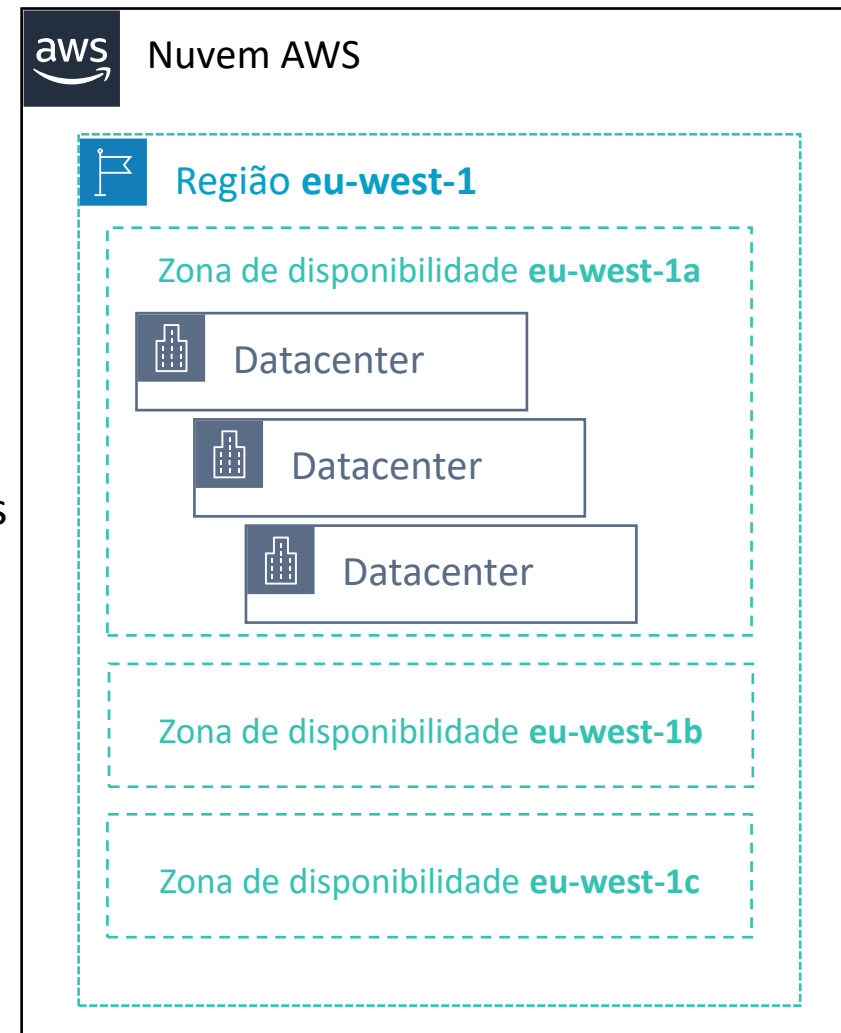 aws
Nuvem AWS
Região eu-west-1
Zona de disponibilidade eu-west-1a
Datacenter
Datacenter
s
Datacenter
Zona de disponibilidade eu-west-1b
Zona de disponibilidade eu-west-1c